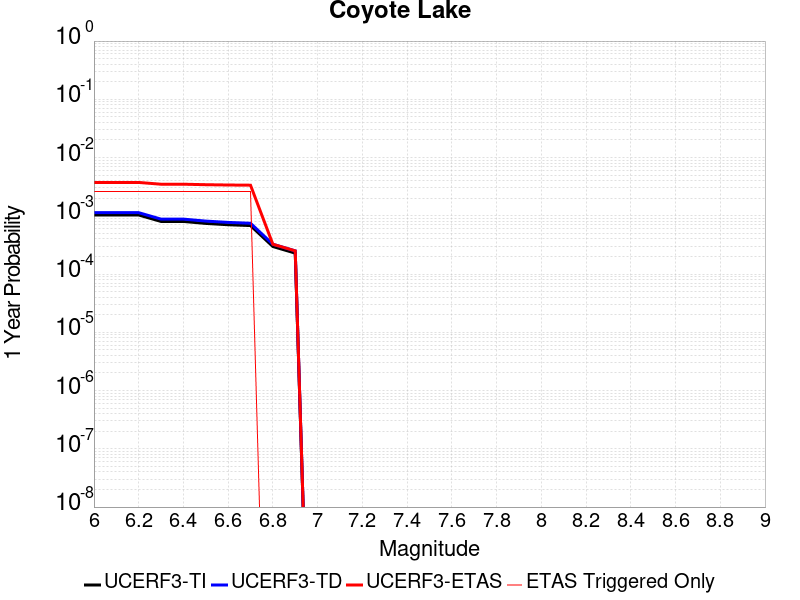 Coyote Lake
10^0
10^-1
10^-2
10^-3
10^-4
10^-5
10^-6
10^-7
10^-8
1 Year Probability
6 6.2 6.4 6.6 6.8 7 7.2 7.4 7.6 7.8 8 8.2 8.4 8.6 8.8 9
Magnitude
UCERF3-TI UCERF3-TD UCERF3-ETAS ETAS Triggered Only